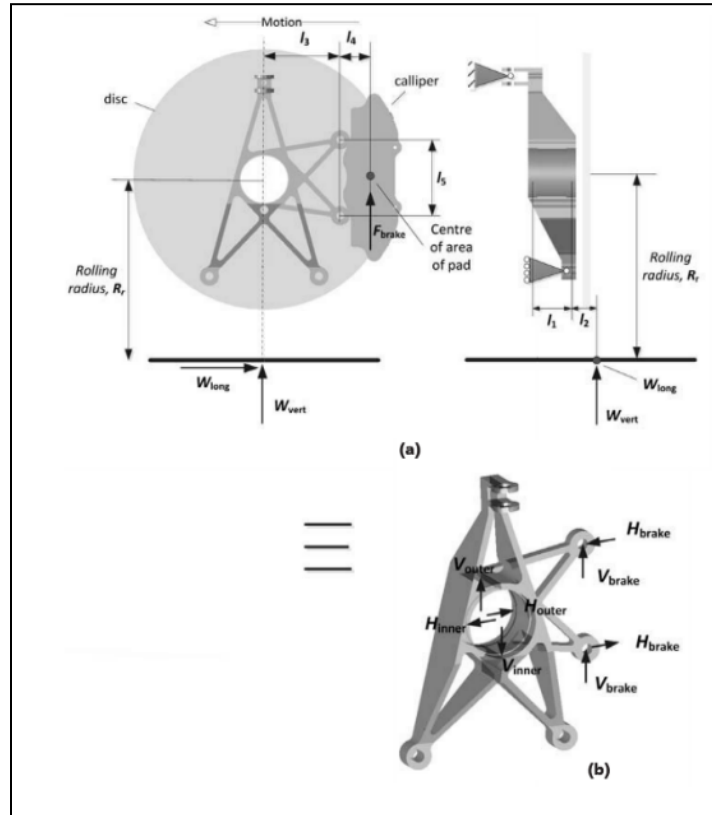 Motion
l3
l4
disc
calliper
l5
Fbrake
Centre
of area
of pad
Rolling
radius, Rr
Rolling
radius, Rr
l1
l2
Wlong
Wvert
Wlong
Wvert
(a)
Hbrake
Vouter
Vbrake
Houter
Hinner
Hbrake
Vinner
Vbrake
(b)